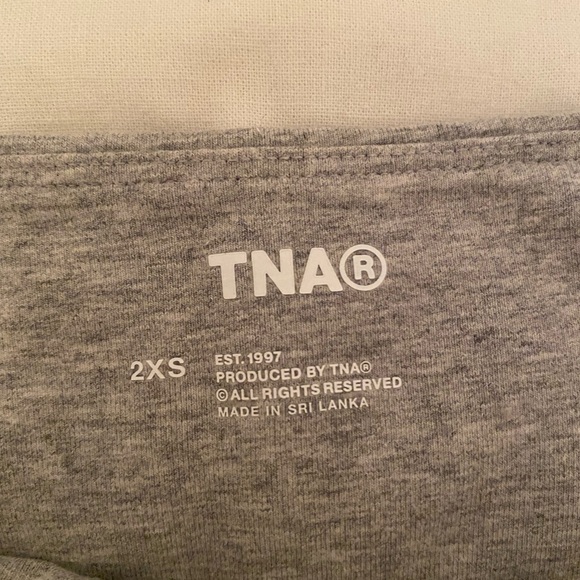 TNA®
2XS
EST. 1997
PRODUCED BY TNA®
© ALL RIGHTS RESERVED
MADE IN SRI LANKA